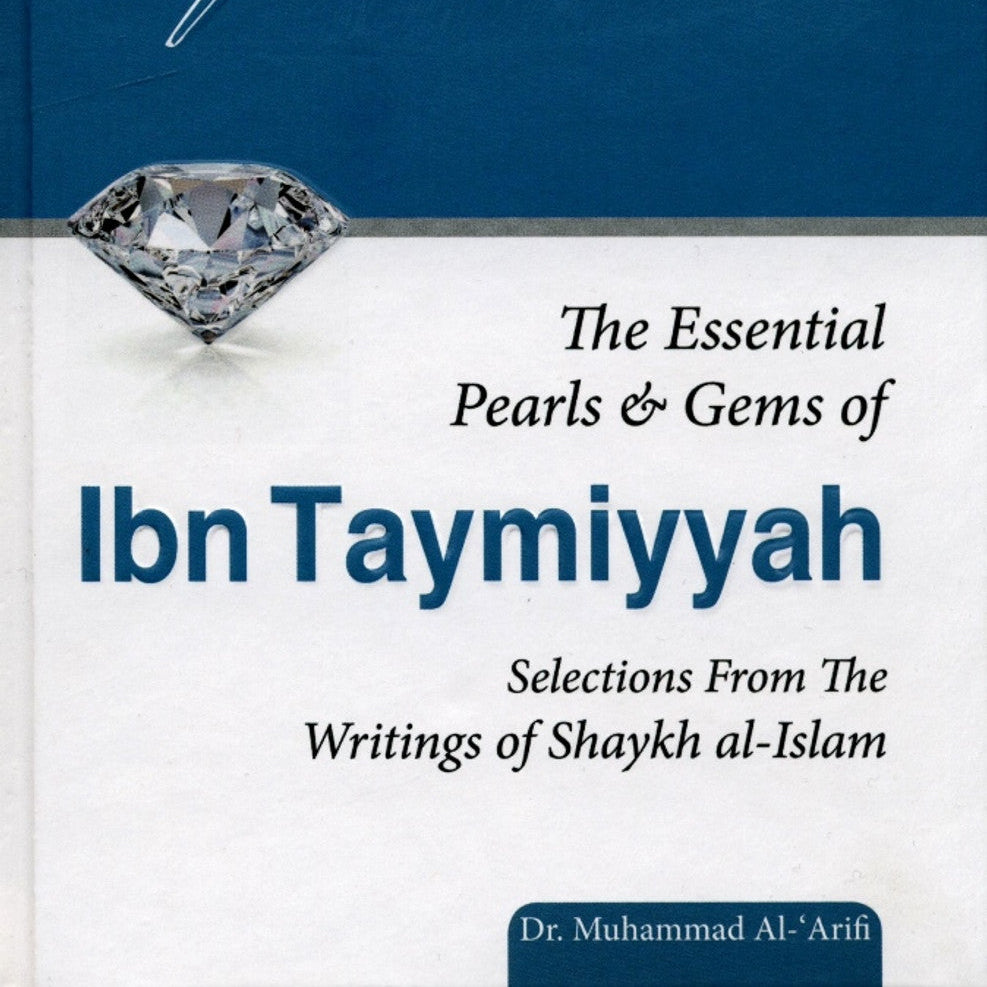 The Essential
Pearls & Gems of
Ibn Taymiyyah
Selections From The
Writings of Shaykh al-Islam
Dr. Muhammad Al-‘Arifi